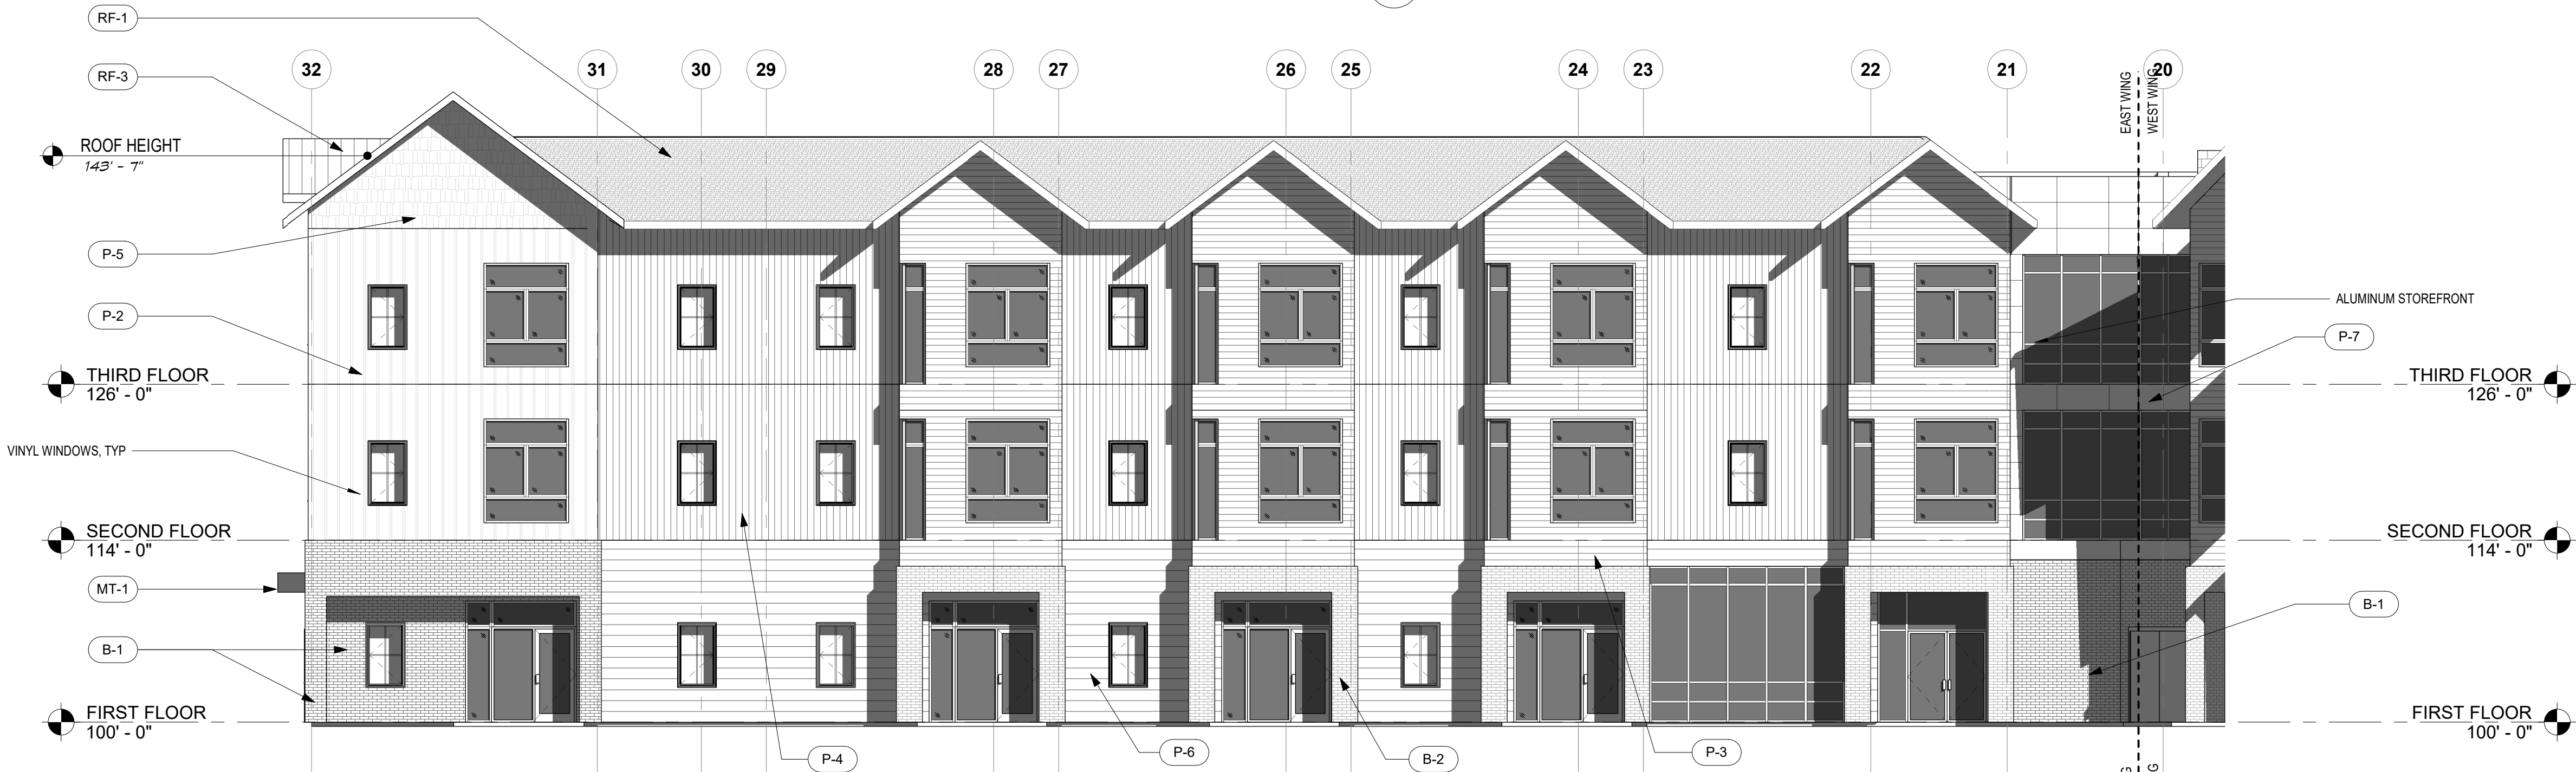 RF-1
RF-3
32
31
30
29
28
27
26
25
24
23
22
21
20
EAST WING
WEST WING
ROOF HEIGHT
143' - 7"
P-5
P-2
ALUMINUM STOREFRONT
P-7
THIRD FLOOR
126' - 0"
THIRD FLOOR
126' - 0"
VINYL WINDOWS, TYP
SECOND FLOOR
114' - 0"
SECOND FLOOR
114' - 0"
MT-1
B-1
B-1
FIRST FLOOR
100' - 0"
FIRST FLOOR
100' - 0"
P-4
P-6
B-2
P-3